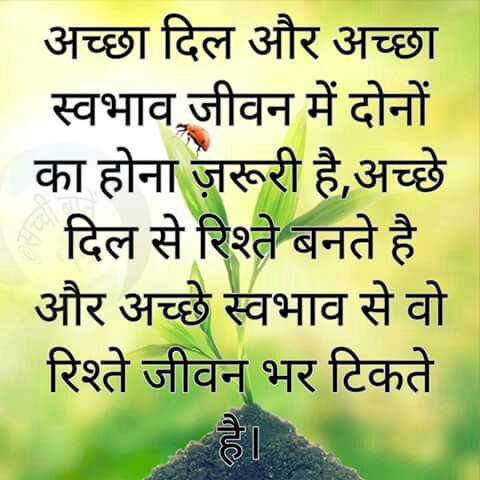 अच्छा दिल और अच्छा
स्वभाव जीवन में दोनों
का होना ज़रूरी है,अच्छे
दिल से रिश्ते बनते है
और अच्छे स्वभाव से वो
रिश्ते जीवन भर टिकते
है।